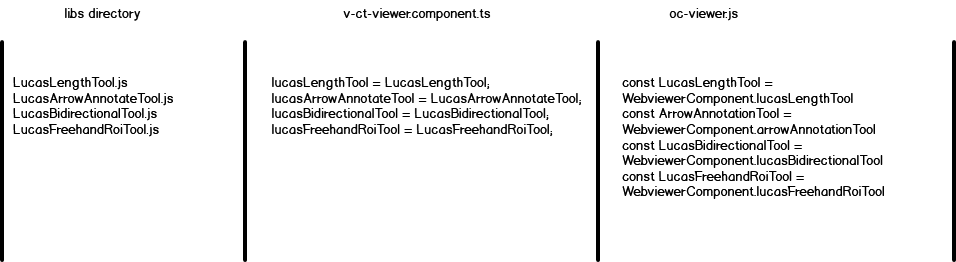 libs directory
v-ct-viewer.component.ts
oc-viewer.js
LucasLengthTool.js
LucasArrowAnnotateTool.js
LucasBidirectionalTool.js
LucasFreehandRoiTool.js
lucasLengthTool = LucasLengthTool;
lucasArrowAnnotateTool = LucasArrowAnnotateTool;
lucasBidirectionalTool = LucasBidirectionalTool;
lucasFreehandRoiTool = LucasFreehandRoiTool;
const LucasLengthTool =
WebviewerComponent.lucasLengthTool
const ArrowAnnotationTool =
WebviewerComponent.arrowAnnotationTool
const LucasBidirectionalTool =
WebviewerComponent.lucasBidirectionalTool
const LucasFreehandRoiTool =
WebviewerComponent.lucasFreehandRoiTool